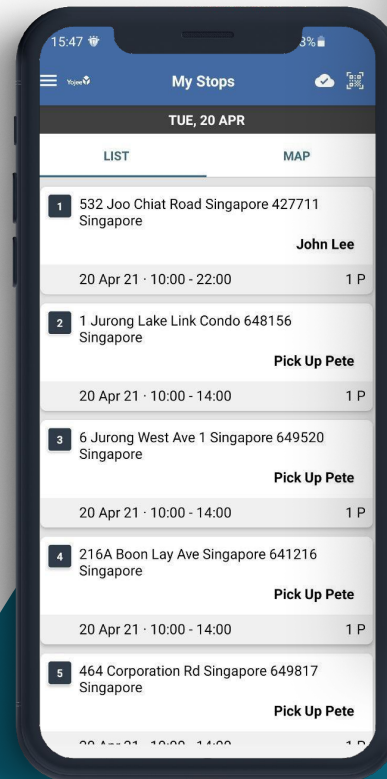 15:47
3%
Yojee
My Stops
TUE, 20 APR
LIST
MAP
1
532 Joo Chiat Road Singapore 427711
Singapore
John Lee
20 Apr 21 · 10:00 - 22:00
1 P
2
1 Jurong Lake Link Condo 648156
Singapore
Pick Up Pete
20 Apr 21 · 10:00 - 14:00
1 P
3
6 Jurong West Ave 1 Singapore 649520
Singapore
Pick Up Pete
20 Apr 21 · 10:00 - 14:00
1 P
4
216A Boon Lay Ave Singapore 641216
Singapore
Pick Up Pete
20 Apr 21 · 10:00 - 14:00
1 P
5
464 Corporation Rd Singapore 649817
Singapore
Pick Up Pete